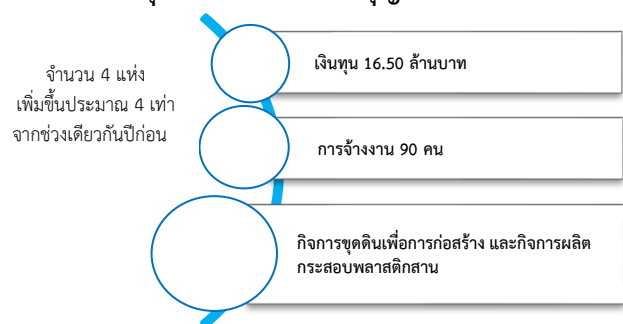 จำนวน 4 แห่ง
เพิ่มขึ้นประมาณ 4 เท่า
จากช่วงเดียวกันปีก่อน
เงินทุน 16.50 ล้านบาท
การจ้างงาน 90 คน
กิจการขุดดินเพื่อการก่อสร้าง และกิจการผลิต
กระสอบพลาสติกสาน